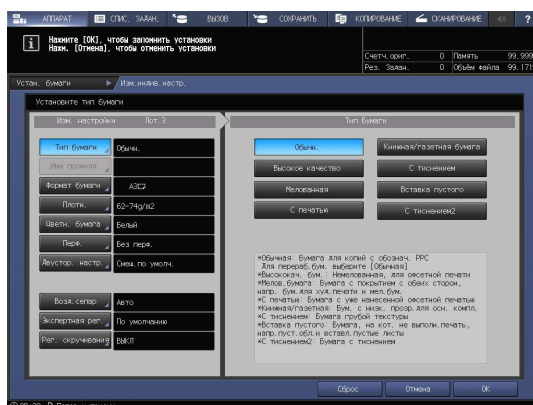 АППАРАТ СПИС. ЗАДАН. ВЫЗОВ СОХРАНИТЬ КОПИРОВАНИЕ СКАНИРОВАНИЕ ?
Нажмите [OK], чтобы запомнить установки
Нажм. [Отмена], чтобы отменить установки
Счетч. ориг. 0 Память 99.999
Рез. Задан. 0 Объём файла 99.171
Устан. бумаги Изм.индив.настр.
Установите тип бумаги
Изм. настройки Лот.3
Тип Бумаги
Тип бумаги Обычн.
Имя профиля
Формат бумаги A3
Плотн. 62-74g/m2
Цветн. бумага Белый
Перф. Без перф.
Двустор. настр. Смещ.по умолч.
Возд.сепар Авто
Экспертная рег. По умолчанию
Рег. скручивания ВЫКЛ
Обычн. Книжная/газетная бумага
Высокое качество С тиснением
Мелованная Вставка пустого
С печатью С тиснением2
*Обычная: Бумага для копий с обознач. PPC
Для перераб.бум. выберите [Обычная]
*Высококач. бум.: Немелованная, для офсетной печати
*Мелов.бумага: Бумага с покрытием с обеих сторон,
напр. бум.для худ.печати и мел.бум.
*С печатью: Бумага с уже нанесенной офсетной печатью
*Книжная/газетная: Бум. с низк. прозр.для осн. компл.
*С тиснением: Бумага грубой текстуры
*Вставка пустого: Бумага, на кот. не выполн.печать,
напр.пуст.обл.и вставл.пустые листы
*С тиснением2: Бумага с тиснением
Сброс Отмена OK